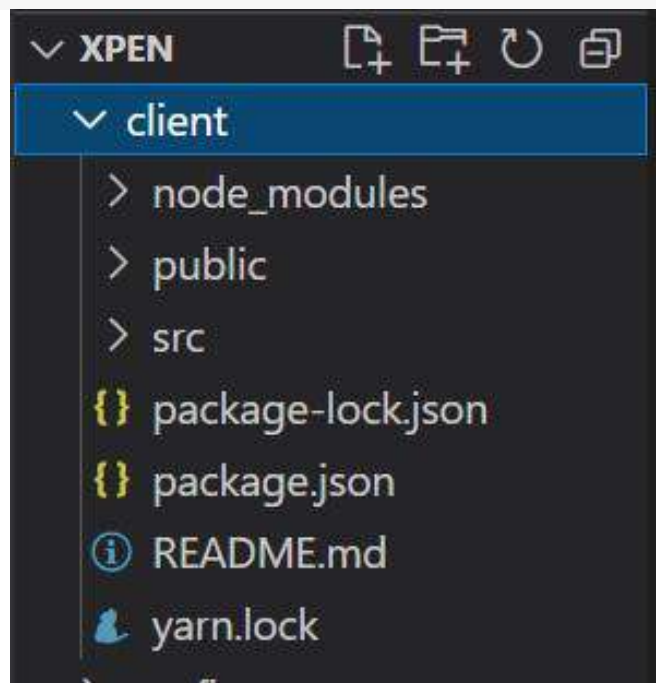 XPEN
client
node_modules
public
src
{} package-lock.json
{} package.json
README.md
yarn.lock